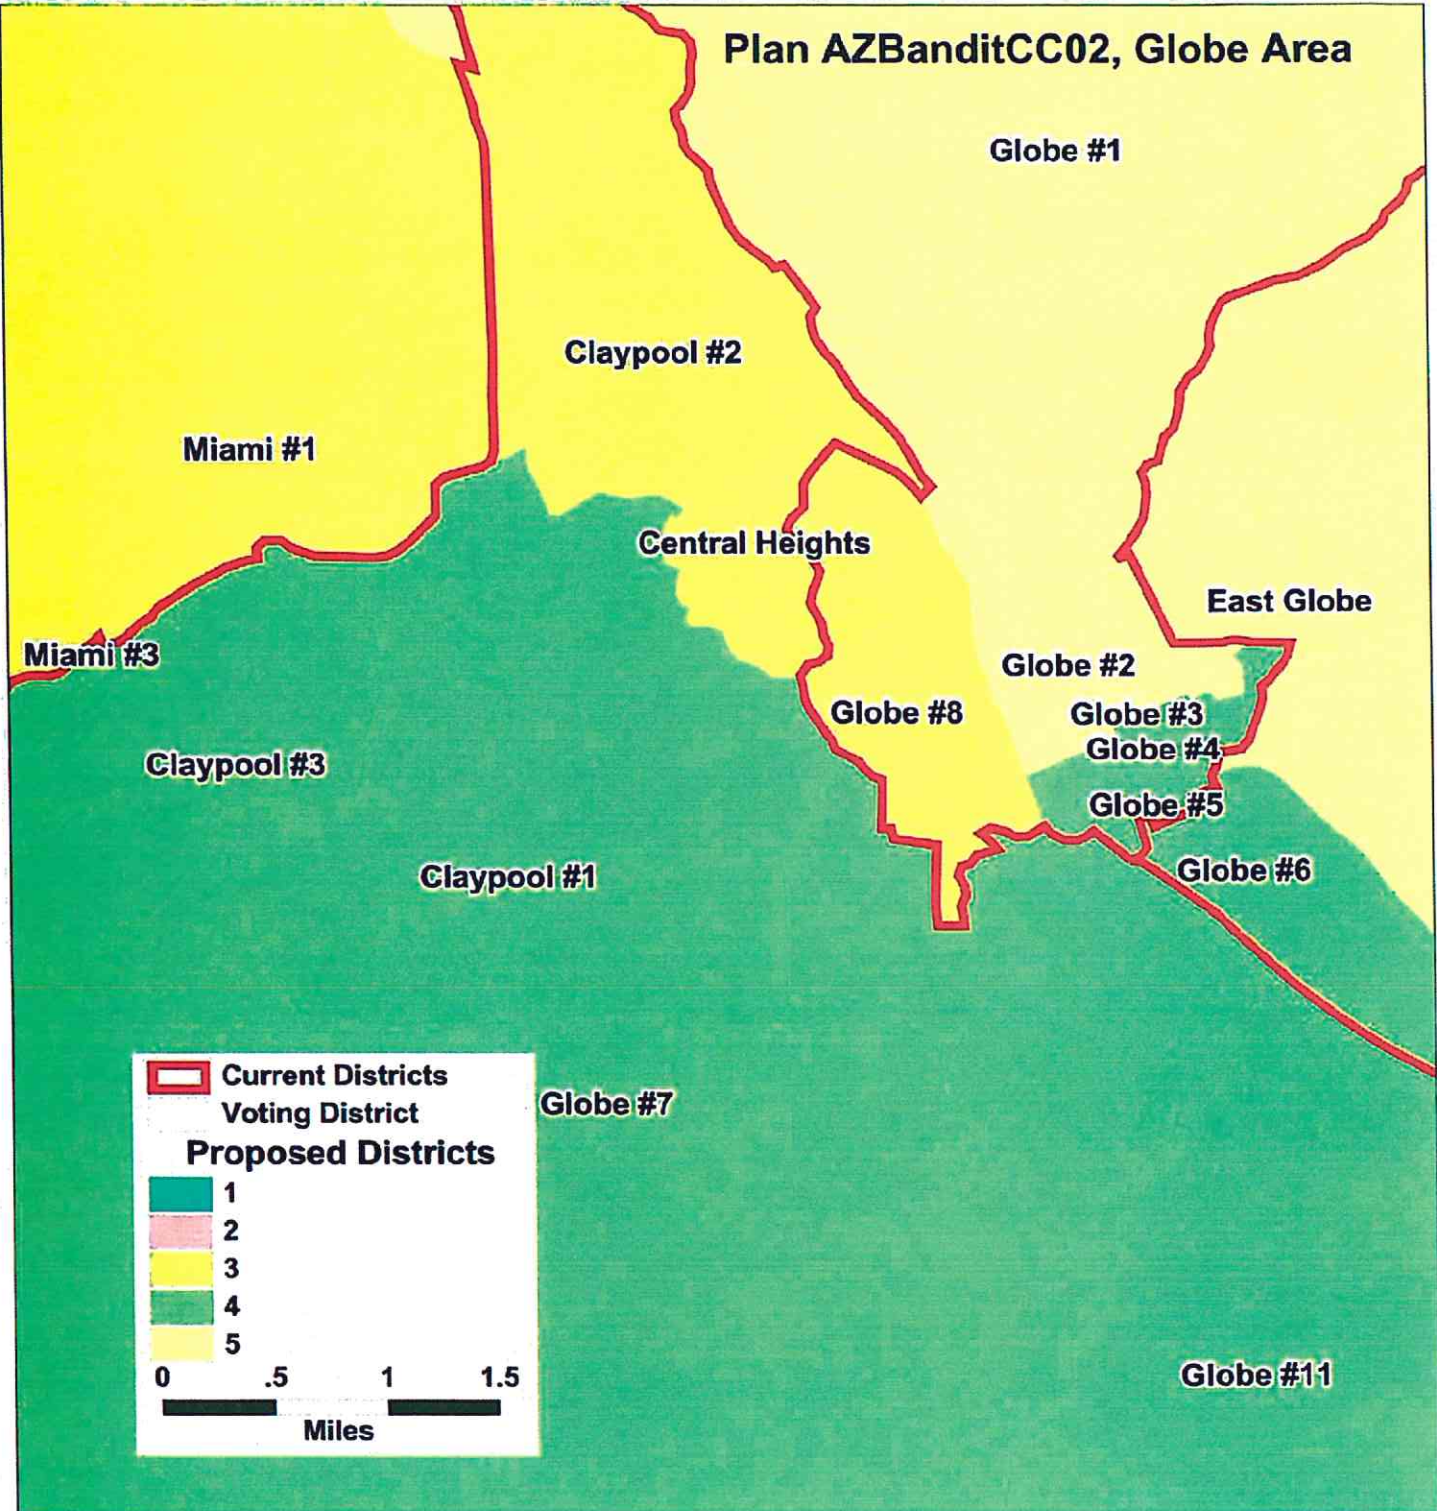 Plan AZBanditCC02, Globe Area
Globe #1
Claypool #2
Miami #1
Central Heights
East Globe
Miami #3
Globe #2
Globe #8
Globe #3
Globe #4
Claypool #3
Globe #5
Claypool #1
Globe #6
Current Districts
Voting District
Globe #7
Proposed Districts
1
2
3
4
5
0 .5 1 1.5
Miles
Globe #11